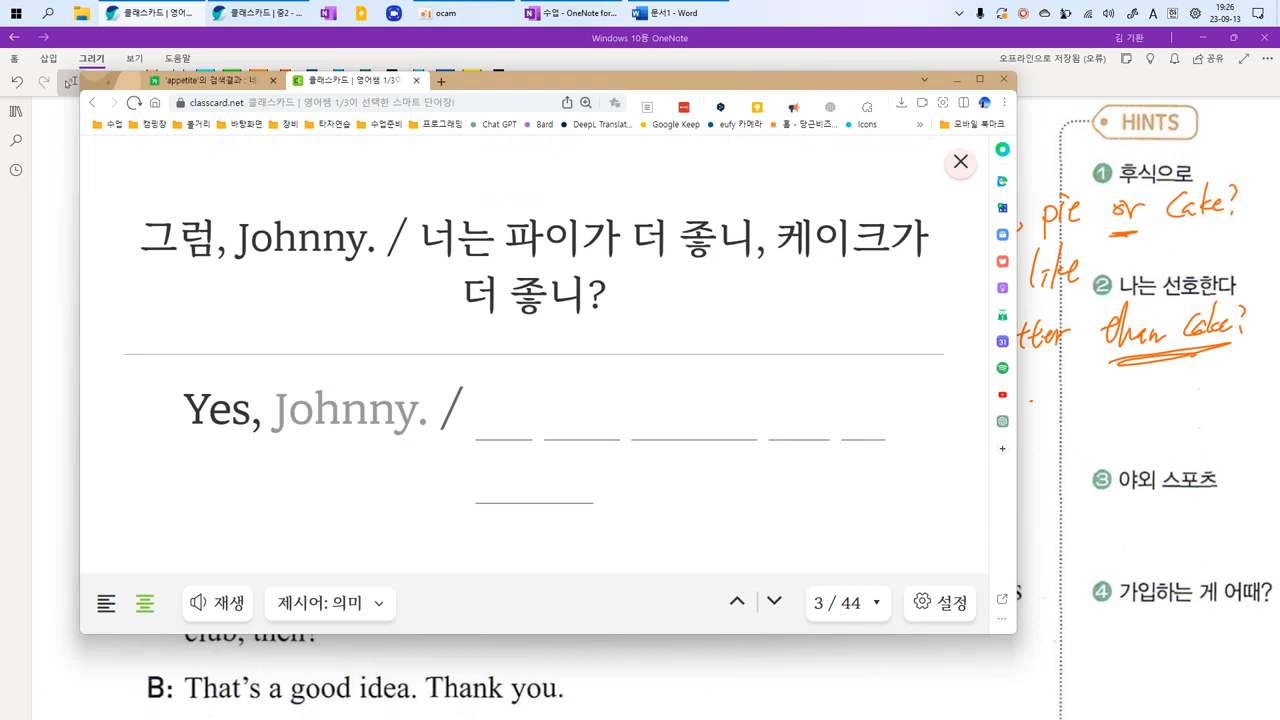 플래스카드 | 영어...
플래스카드 | 중2 - ...
ocam
수업 - OneNote for...
문서1 - Word
19:26
23-09-13
Windows 10용 OneNote
김 기환
홈 삽입 그리기 보기 도움말
오프라인으로 저장됨 (오류)
공유
'appetite'의 검색결과 : 네
클래스카드 | 영어쌤 1/3이
classcard.net 클래스카드 | 영어쌤 1/3이 선택한 스마트 단어장!
수업 캠핑장 볼거리 바탕화면 장비 타자연습 수업준비 프로그래밍 Chat GPT Bard DeepL Translat... Google Keep eufy 카메라 홈 - 당근비즈... Icons » 모바일 북마크
그럼, Johnny. / 너는 파이가 더 좋니, 케이크가
더 좋니?
Yes, Johnny. /
재생
제시어: 의미
3 / 44
설정
HINTS
1 후식으로
, pie or cake?
like
2 나는 선호한다
tter than cake?
3 야외 스포츠
4 가입하는 게 어때?
s
club, then?
B: That's a good idea. Thank you.